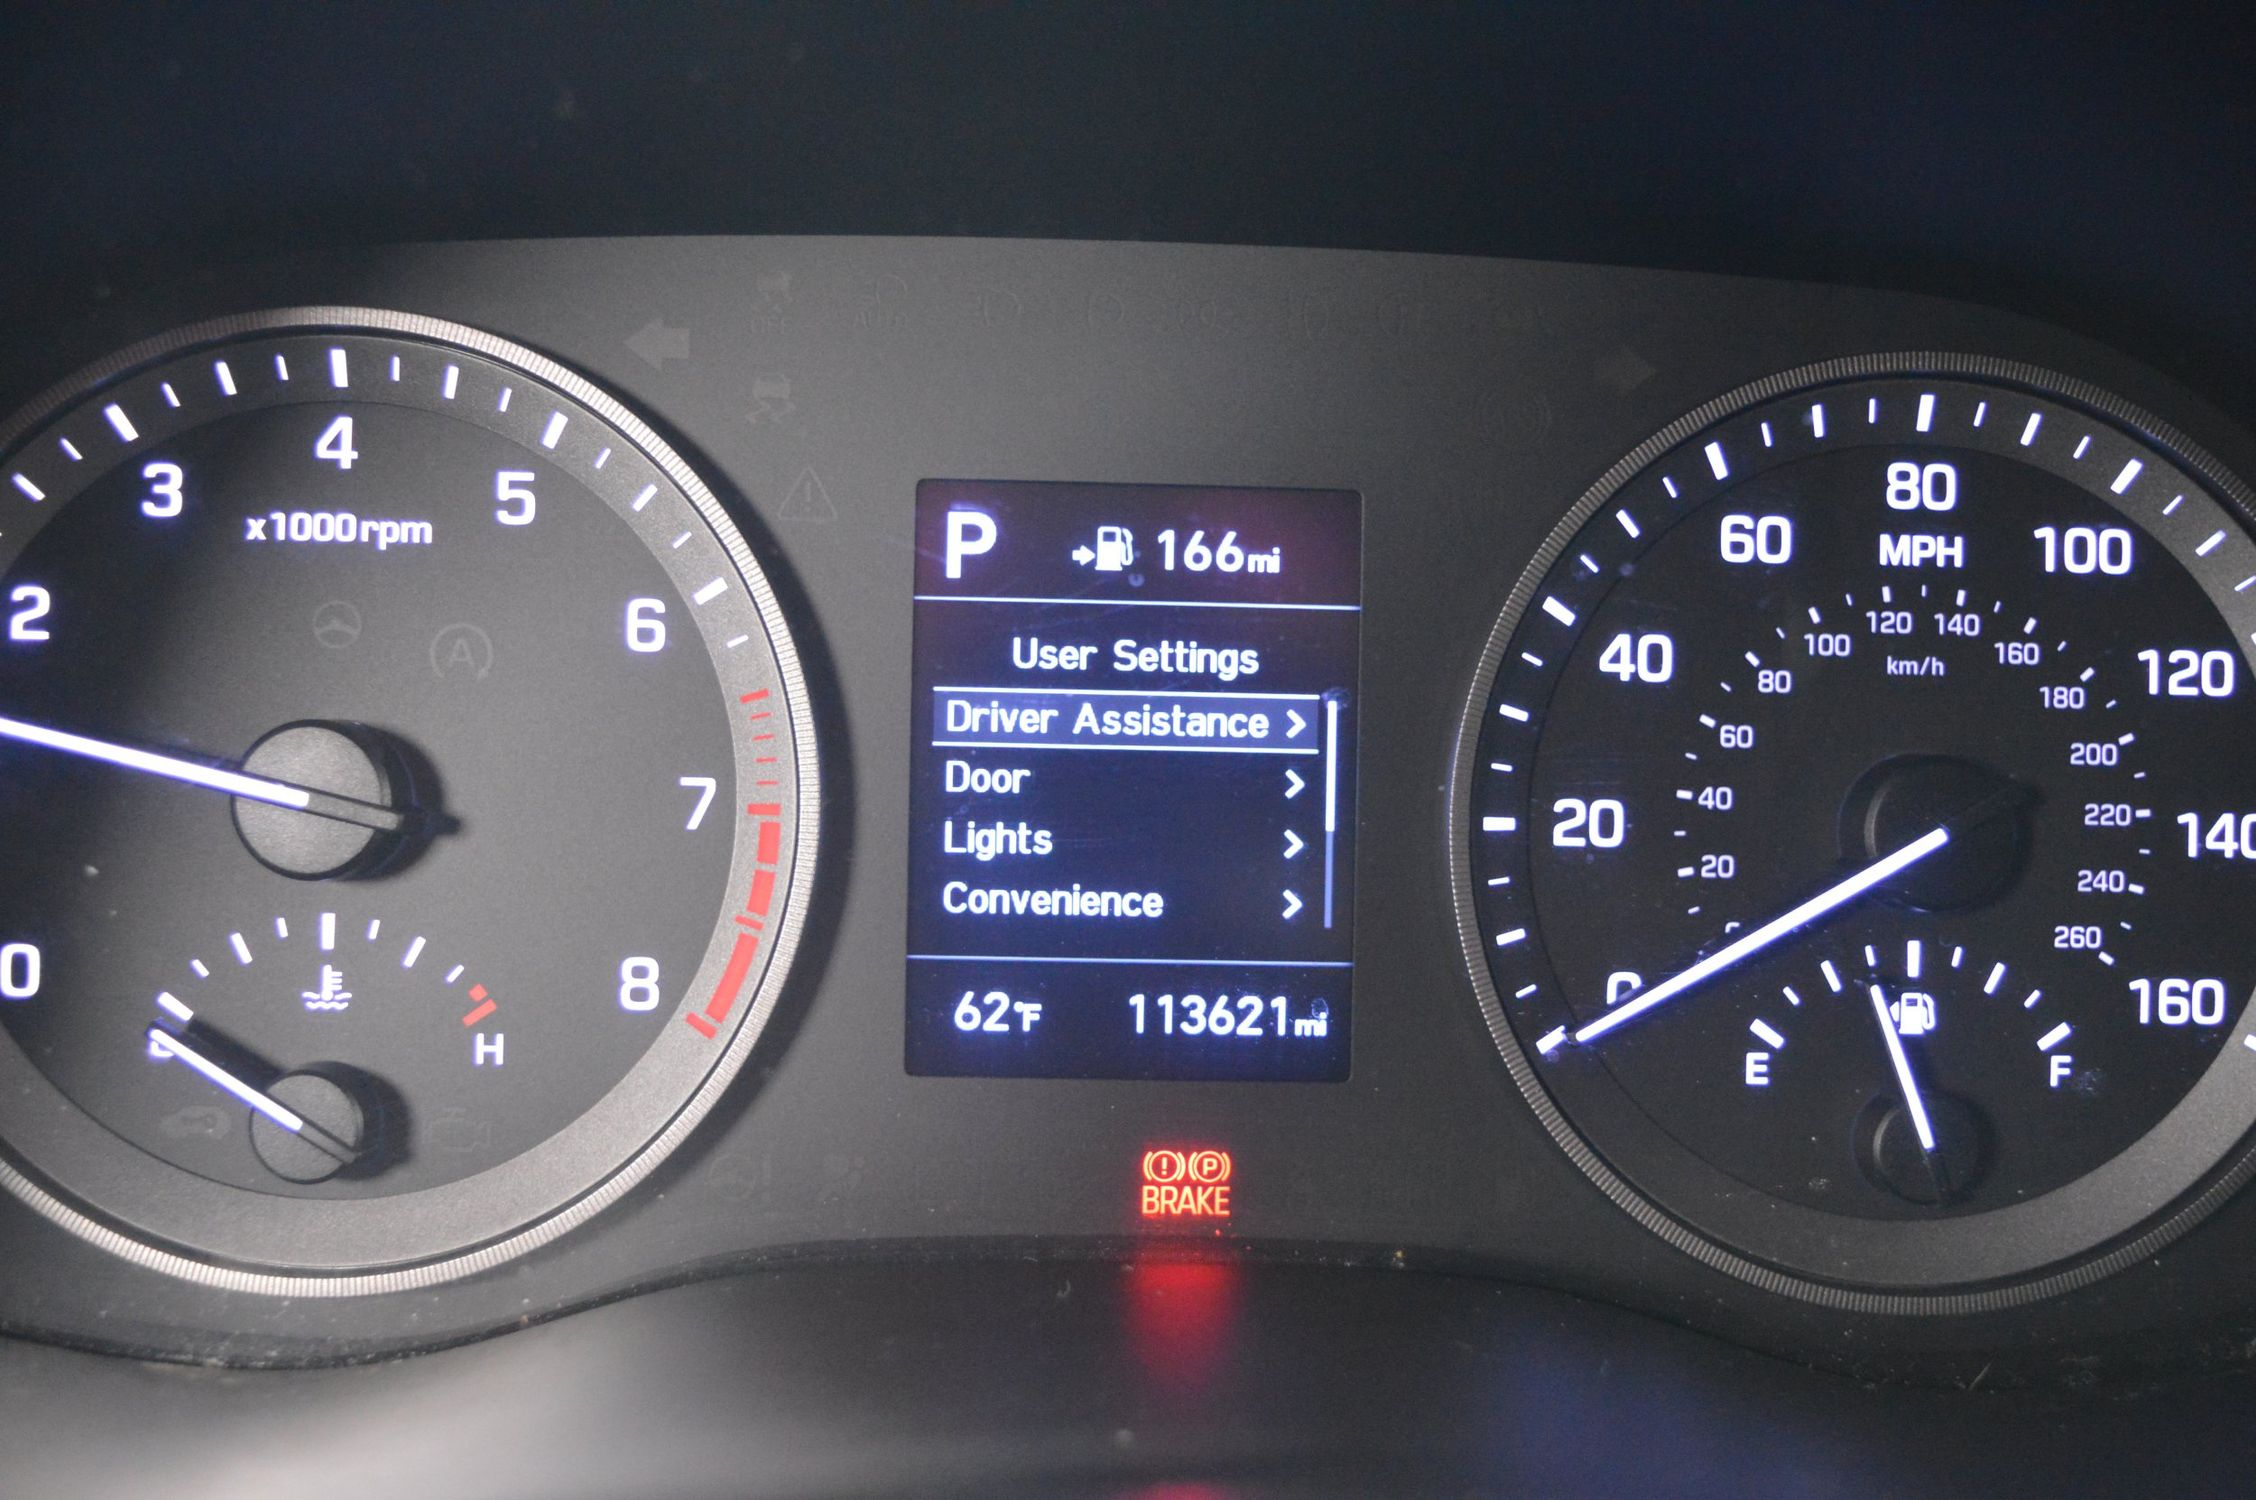 4
3
5
x1000rpm
2
6
7
0
8
H
P
166mi
User Settings
Driver Assistance >
Door >
Lights >
Convenience >
62°F 113621mi
BRAKE
P
80
60
MPH
100
120
140
100
160
km/h
40
80
180
120
60
200
40
220
20
140
20
240
260
0
160
E
F